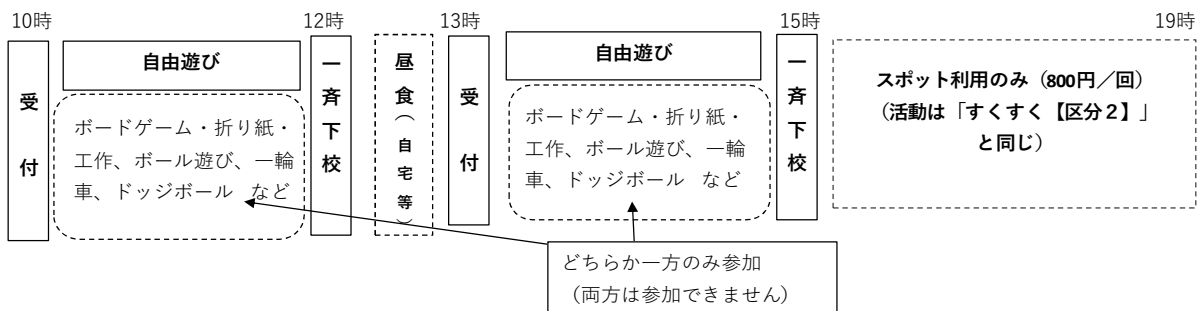 10時
12時
13時
15時
19時
受付
自由遊び
ボードゲーム・折り紙・
工作、ボール遊び、一輪
車、ドッジボール など
一斉下校
昼食（自宅等）
受付
自由遊び
ボードゲーム・折り紙・
工作、ボール遊び、一輪
車、ドッジボール など
一斉下校
スポット利用のみ（800円／回）
（活動は「すくすく【区分２】」
と同じ）
どちらか一方のみ参加
（両方は参加できません）